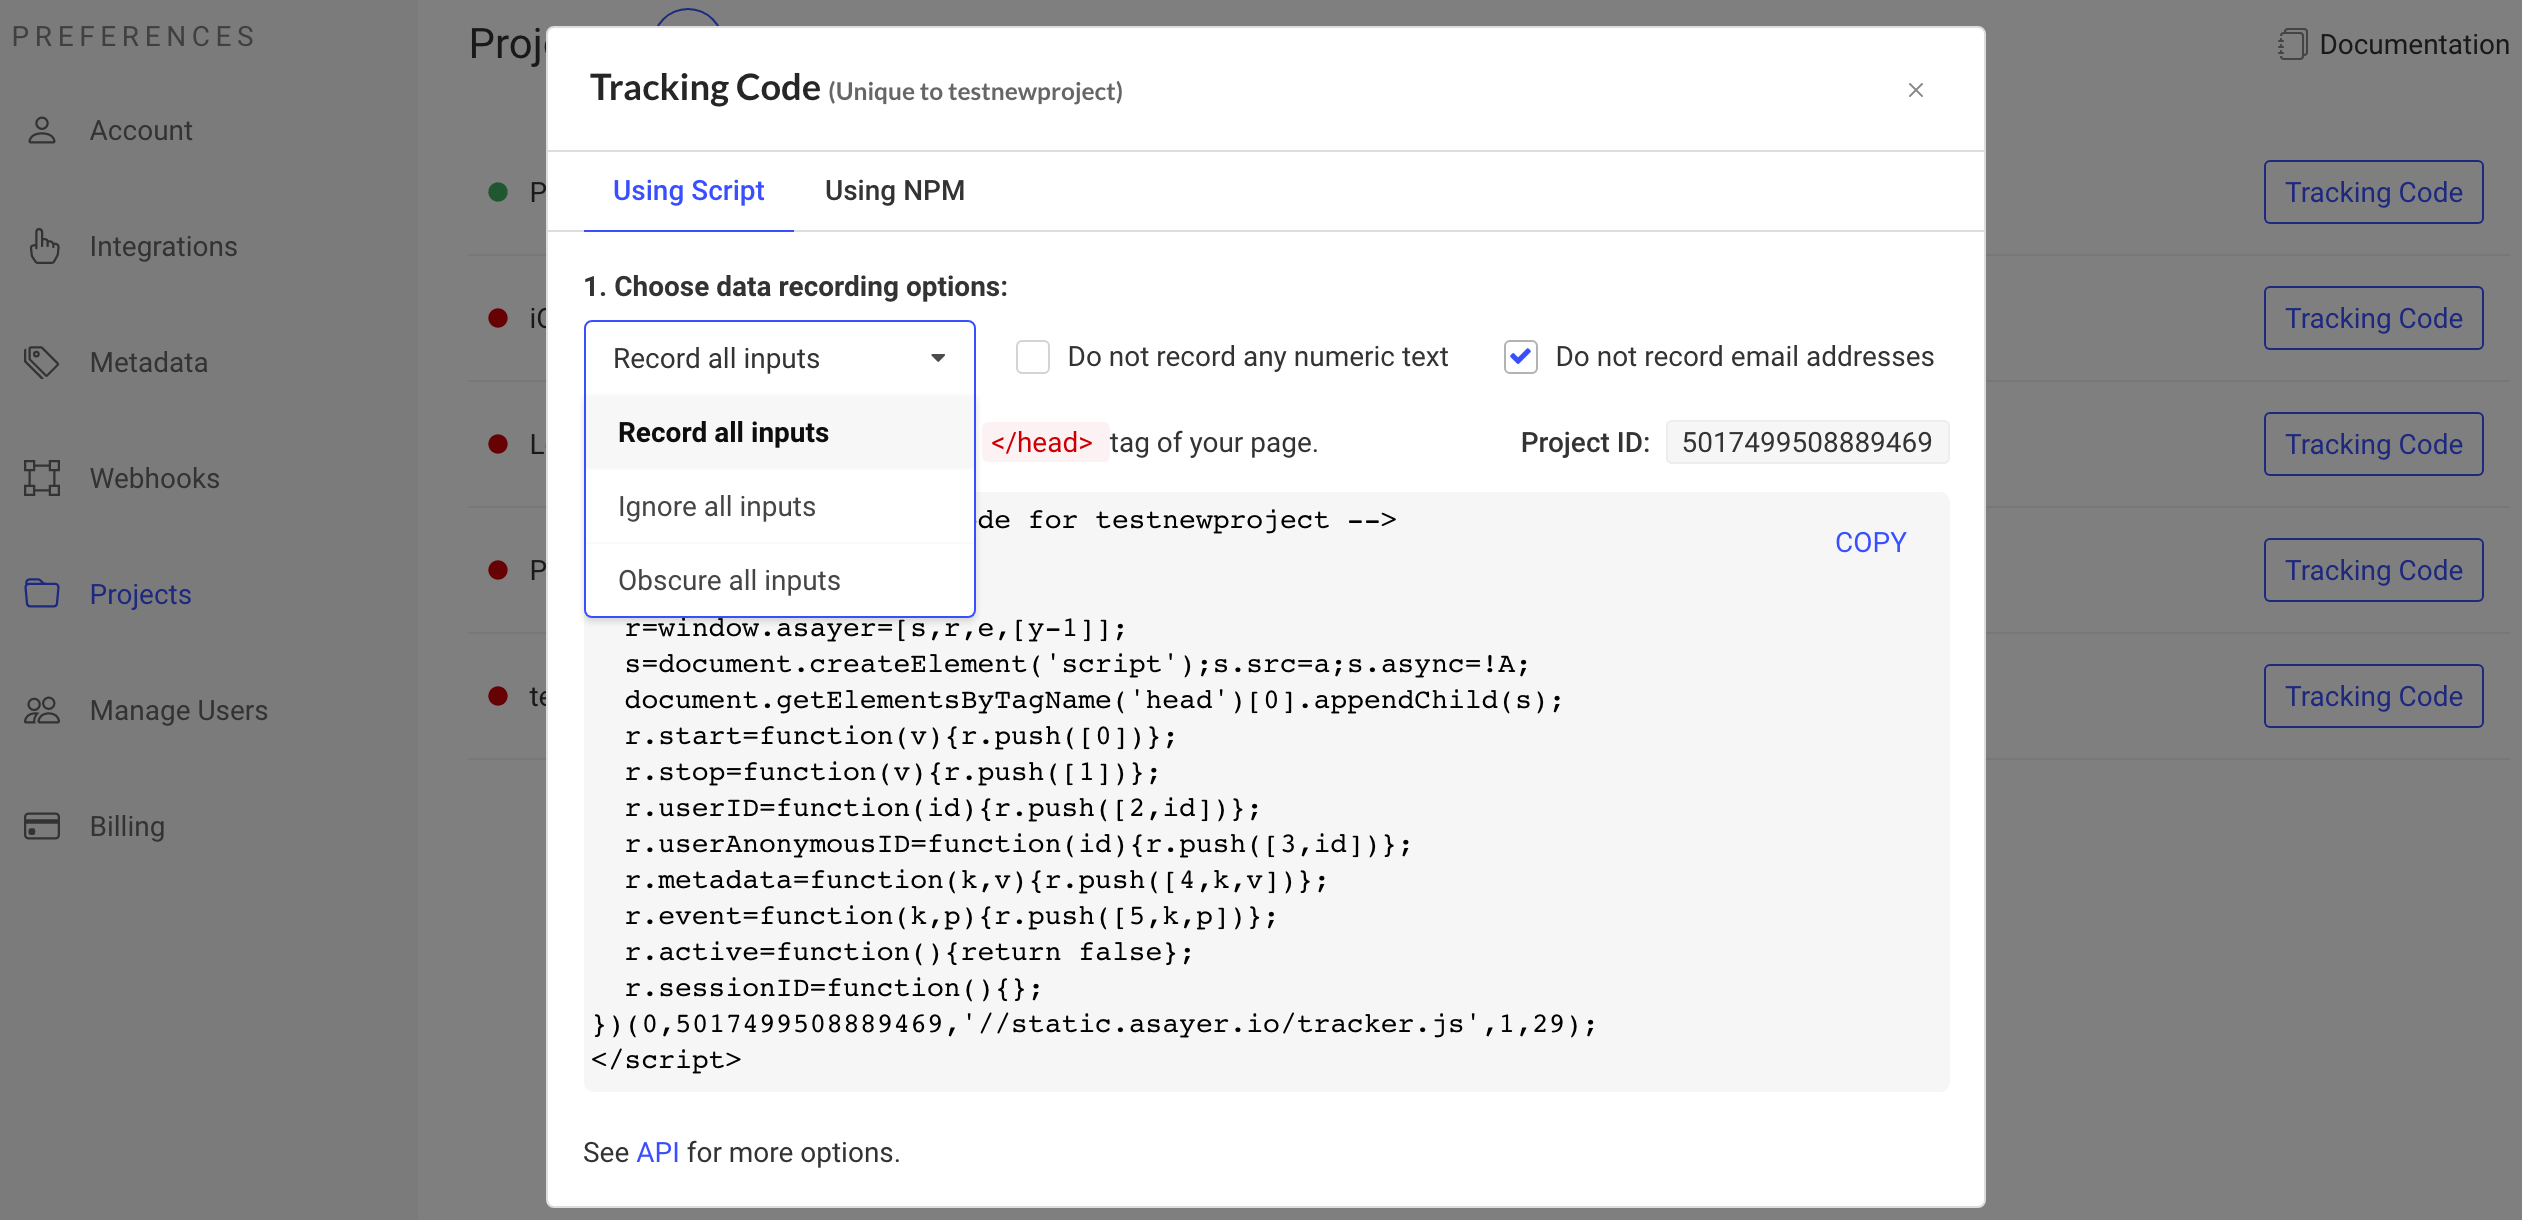 PREFERENCES
Account
Integrations
Metadata
Webhooks
Projects
Manage Users
Billing
Documentation
Tracking Code
Tracking Code
Tracking Code
Tracking Code
Tracking Code
Tracking Code (Unique to testnewproject)
Using Script Using NPM
1. Choose data recording options:
Record all inputs
Do not record any numeric text
Do not record email addresses
Record all inputs
Ignore all inputs
Obscure all inputs
</head> tag of your page.
Project ID: 5017499508889469
for testnewproject -->
COPY
r=window.asayer=[s,r,e,[y-1]];
s=document.createElement('script');s.src=a;s.async=!A;
document.getElementsByTagName('head')[0].appendChild(s);
r.start=function(v){r.push([0])};
r.stop=function(v){r.push([1])};
r.userID=function(id){r.push([2,id])};
r.userAnonymousID=function(id){r.push([3,id])};
r.metadata=function(k,v){r.push([4,k,v])};
r.event=function(k,p){r.push([5,k,p])};
r.active=function(){return false};
r.sessionID=function(){};
})(0,5017499508889469,'//static.asayer.io/tracker.js',1,29);
</script>
See API for more options.